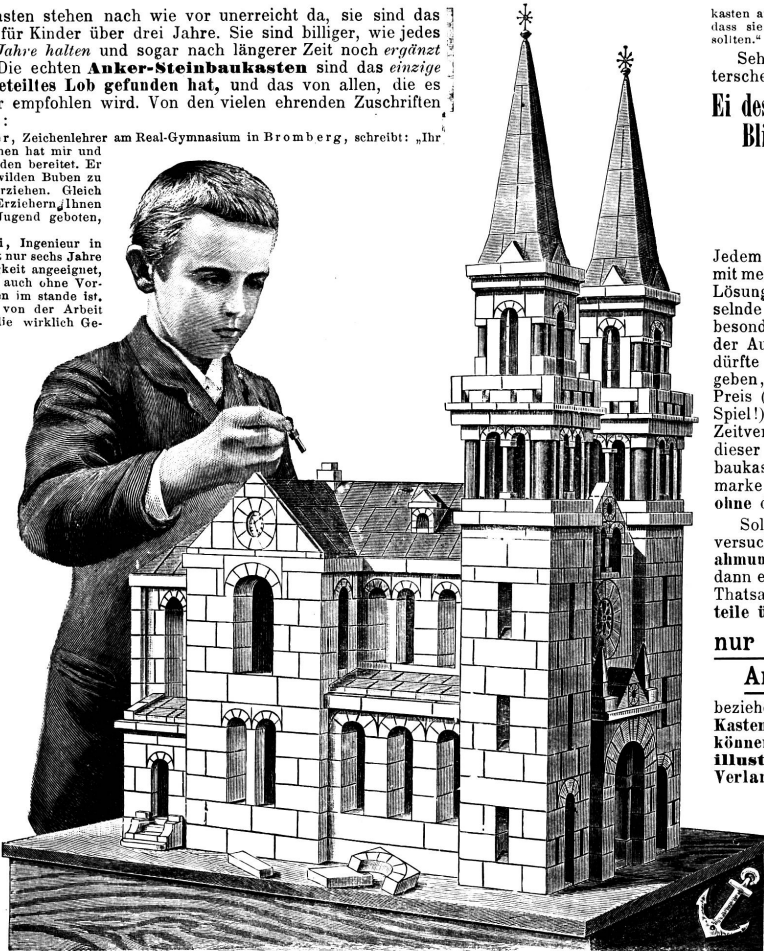 sten stehen nach wie vor unerreicht da, sie sind das
für Kinder über drei Jahre. Sie sind billiger, wie jedes
Jahre halten und sogar nach längerer Zeit noch ergänzt
Die echten Anker-Steinbaukasten sind das einzige
eteiltes Lob gefunden hat, und das von allen, die es
r empfohlen wird. Von den vielen ehrenden Zuschriften
:
r, Zeichenlehrer am Real-Gymnasium in Bromberg, schreibt: „Ihr
nen hat mir und
den bereitet. Er
wilden Buben zu
rziehen. Gleich
Erziehern Ihnen
Jugend geboten,
i, Ingenieur in
nur sechs Jahre
keit angeeignet,
auch ohne Vor-
n im stande ist.
von der Arbeit
lie wirklich Ge-
kasten a
dass sie
sollten.“
Seh
tersche
Ei des
Bli
Jedem
mit me
Lösung
selnde
besond
der Au
dürfte
geben,
Preis (
Spiel!)
Zeitver
dieser
baukas
marke
ohne
Sol
versuc
ahmun
dann e
Thatsa
teile ü
nur
An
beziehe
Kasten
können
illust
Verlan